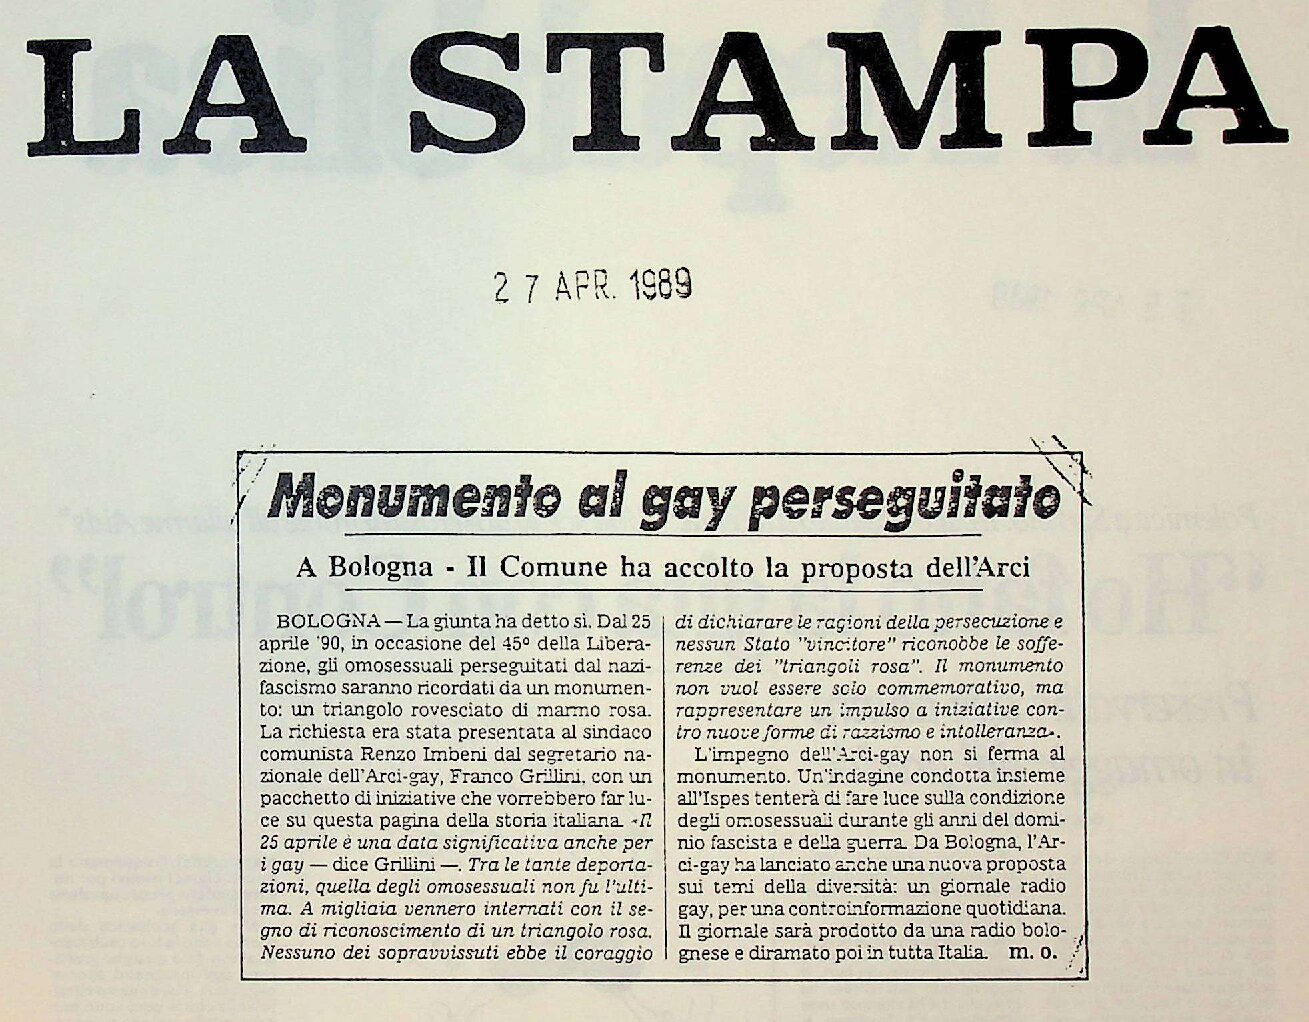 LA STAMPA
27 APR. 1989
Monumento al gay perseguitato
A Bologna - Il Comune ha accolto la proposta dell'Arci
BOLOGNA — La giunta ha detto sì. Dal 25
aprile '90, in occasione del 45º della Libera-
zione, gli omosessuali perseguitati dal nazi-
fascismo saranno ricordati da un monumen-
to: un triangolo rovesciato di marmo rosa.
La richiesta era stata presentata al sindaco
comunista Renzo Imbeni dal segretario na-
zionale dell'Arci-gay, Franco Grillini, con un
pacchetto di iniziative che vorrebbero far lu-
ce su questa pagina della storia italiana. «Il
25 aprile è una data significativa anche per
i gay — dice Grillini —. Tra le tante deporta-
zioni, quella degli omosessuali non fu l'ulti-
ma. A migliaia vennero internati con il se-
gno di riconoscimento di un triangolo rosa.
Nessuno dei sopravvissuti ebbe il coraggio
di dichiarare le ragioni della persecuzione e
nessun Stato "vincitore" riconobbe le soffe-
renze dei "triangoli rosa". Il monumento
non vuol essere solo commemorativo, ma
rappresentare un impulso a iniziative con-
tro nuove forme di razzismo e intolleranza».
L'impegno dell'Arci-gay non si ferma al
monumento. Un'indagine condotta insieme
all'Ispes tenterà di fare luce sulla condizione
degli omosessuali durante gli anni del domi-
nio fascista e della guerra. Da Bologna, l'Ar-
ci-gay ha lanciato anche una nuova proposta
sui temi della diversità: un giornale radio
gay, per una controinformazione quotidiana.
Il giornale sarà prodotto da una radio bolo-
gnese e diramato poi in tutta Italia. m. o.